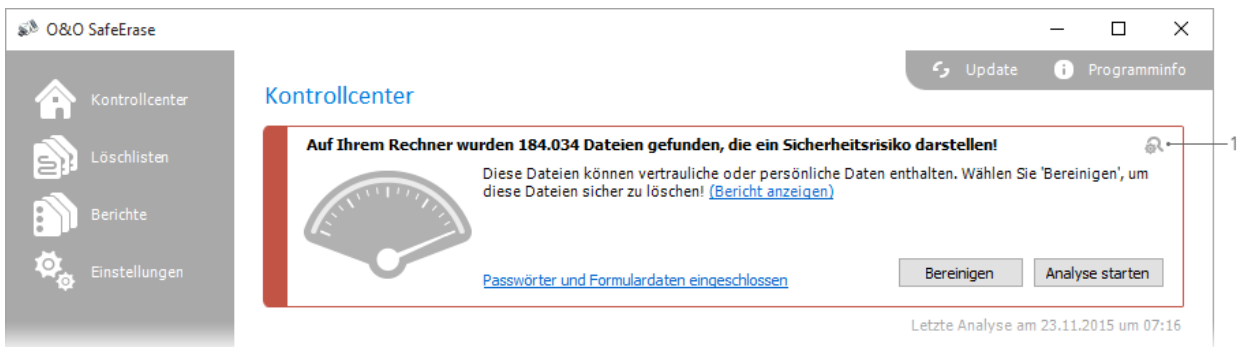 O&O SafeErase
Update
Programminfo
Kontrollcenter
Löschlisten
Berichte
Einstellungen
Kontrollcenter
Auf Ihrem Rechner wurden 184.034 Dateien gefunden, die ein Sicherheitsrisiko darstellen!
1
Diese Dateien können vertrauliche oder persönliche Daten enthalten. Wählen Sie 'Bereinigen', um
diese Dateien sicher zu löschen! (Bericht anzeigen)
Passwörter und Formulardaten eingeschlossen
Bereinigen
Analyse starten
Letzte Analyse am 23.11.2015 um 07:16